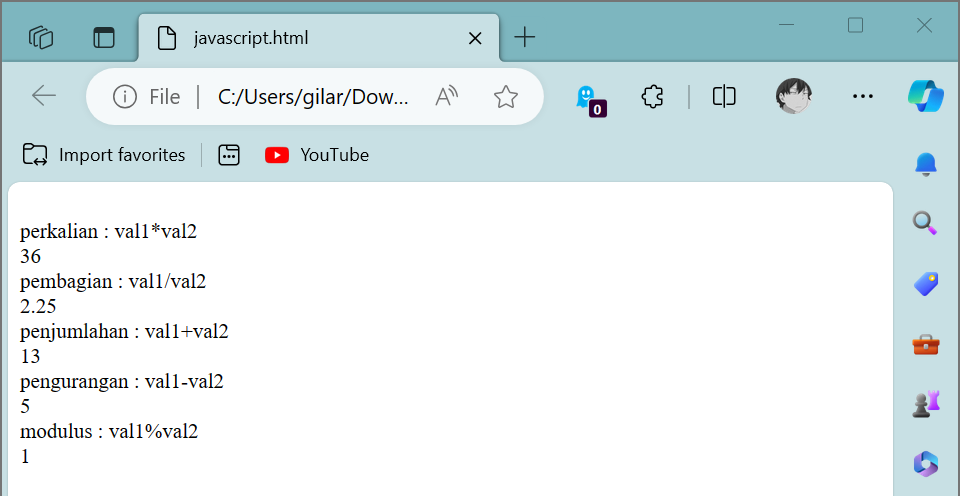 javascript.html
File | C:/Users/gilar/Dow...
0
Import favorites
YouTube
perkalian : val1*val2
36
pembagian : val1/val2
2.25
penjumlahan : val1+val2
13
pengurangan : val1-val2
5
modulus : val1%val2
1